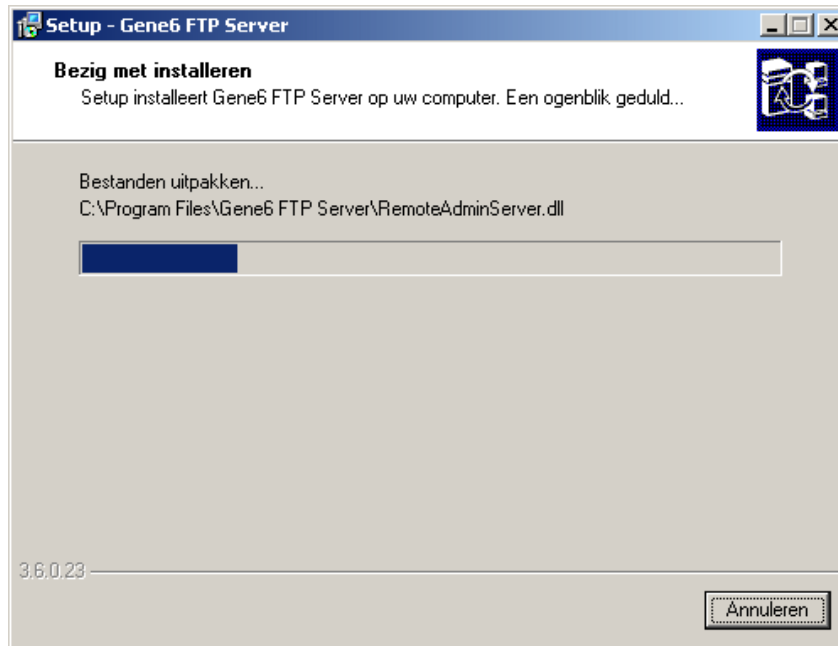 Setup - Gene6 FTP Server
Bezig met installeren
Setup installeert Gene6 FTP Server op uw computer. Een ogenblik geduld...
Bestanden uitpakken...
C:\Program Files\Gene6 FTP Server\RemoteAdminServer.dll
3.6.0.23
Annuleren